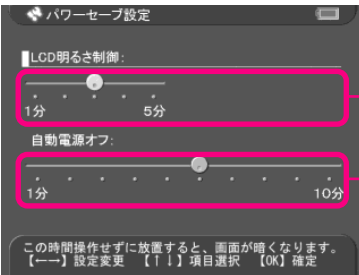 パワーセーブ設定
LCD明るさ制御:
1分 5分
自動電源オフ:
1分 10分
この時間操作せずに放置すると、画面が暗くなります。
【←→】設定変更 【↑↓】項目選択 【OK】確定